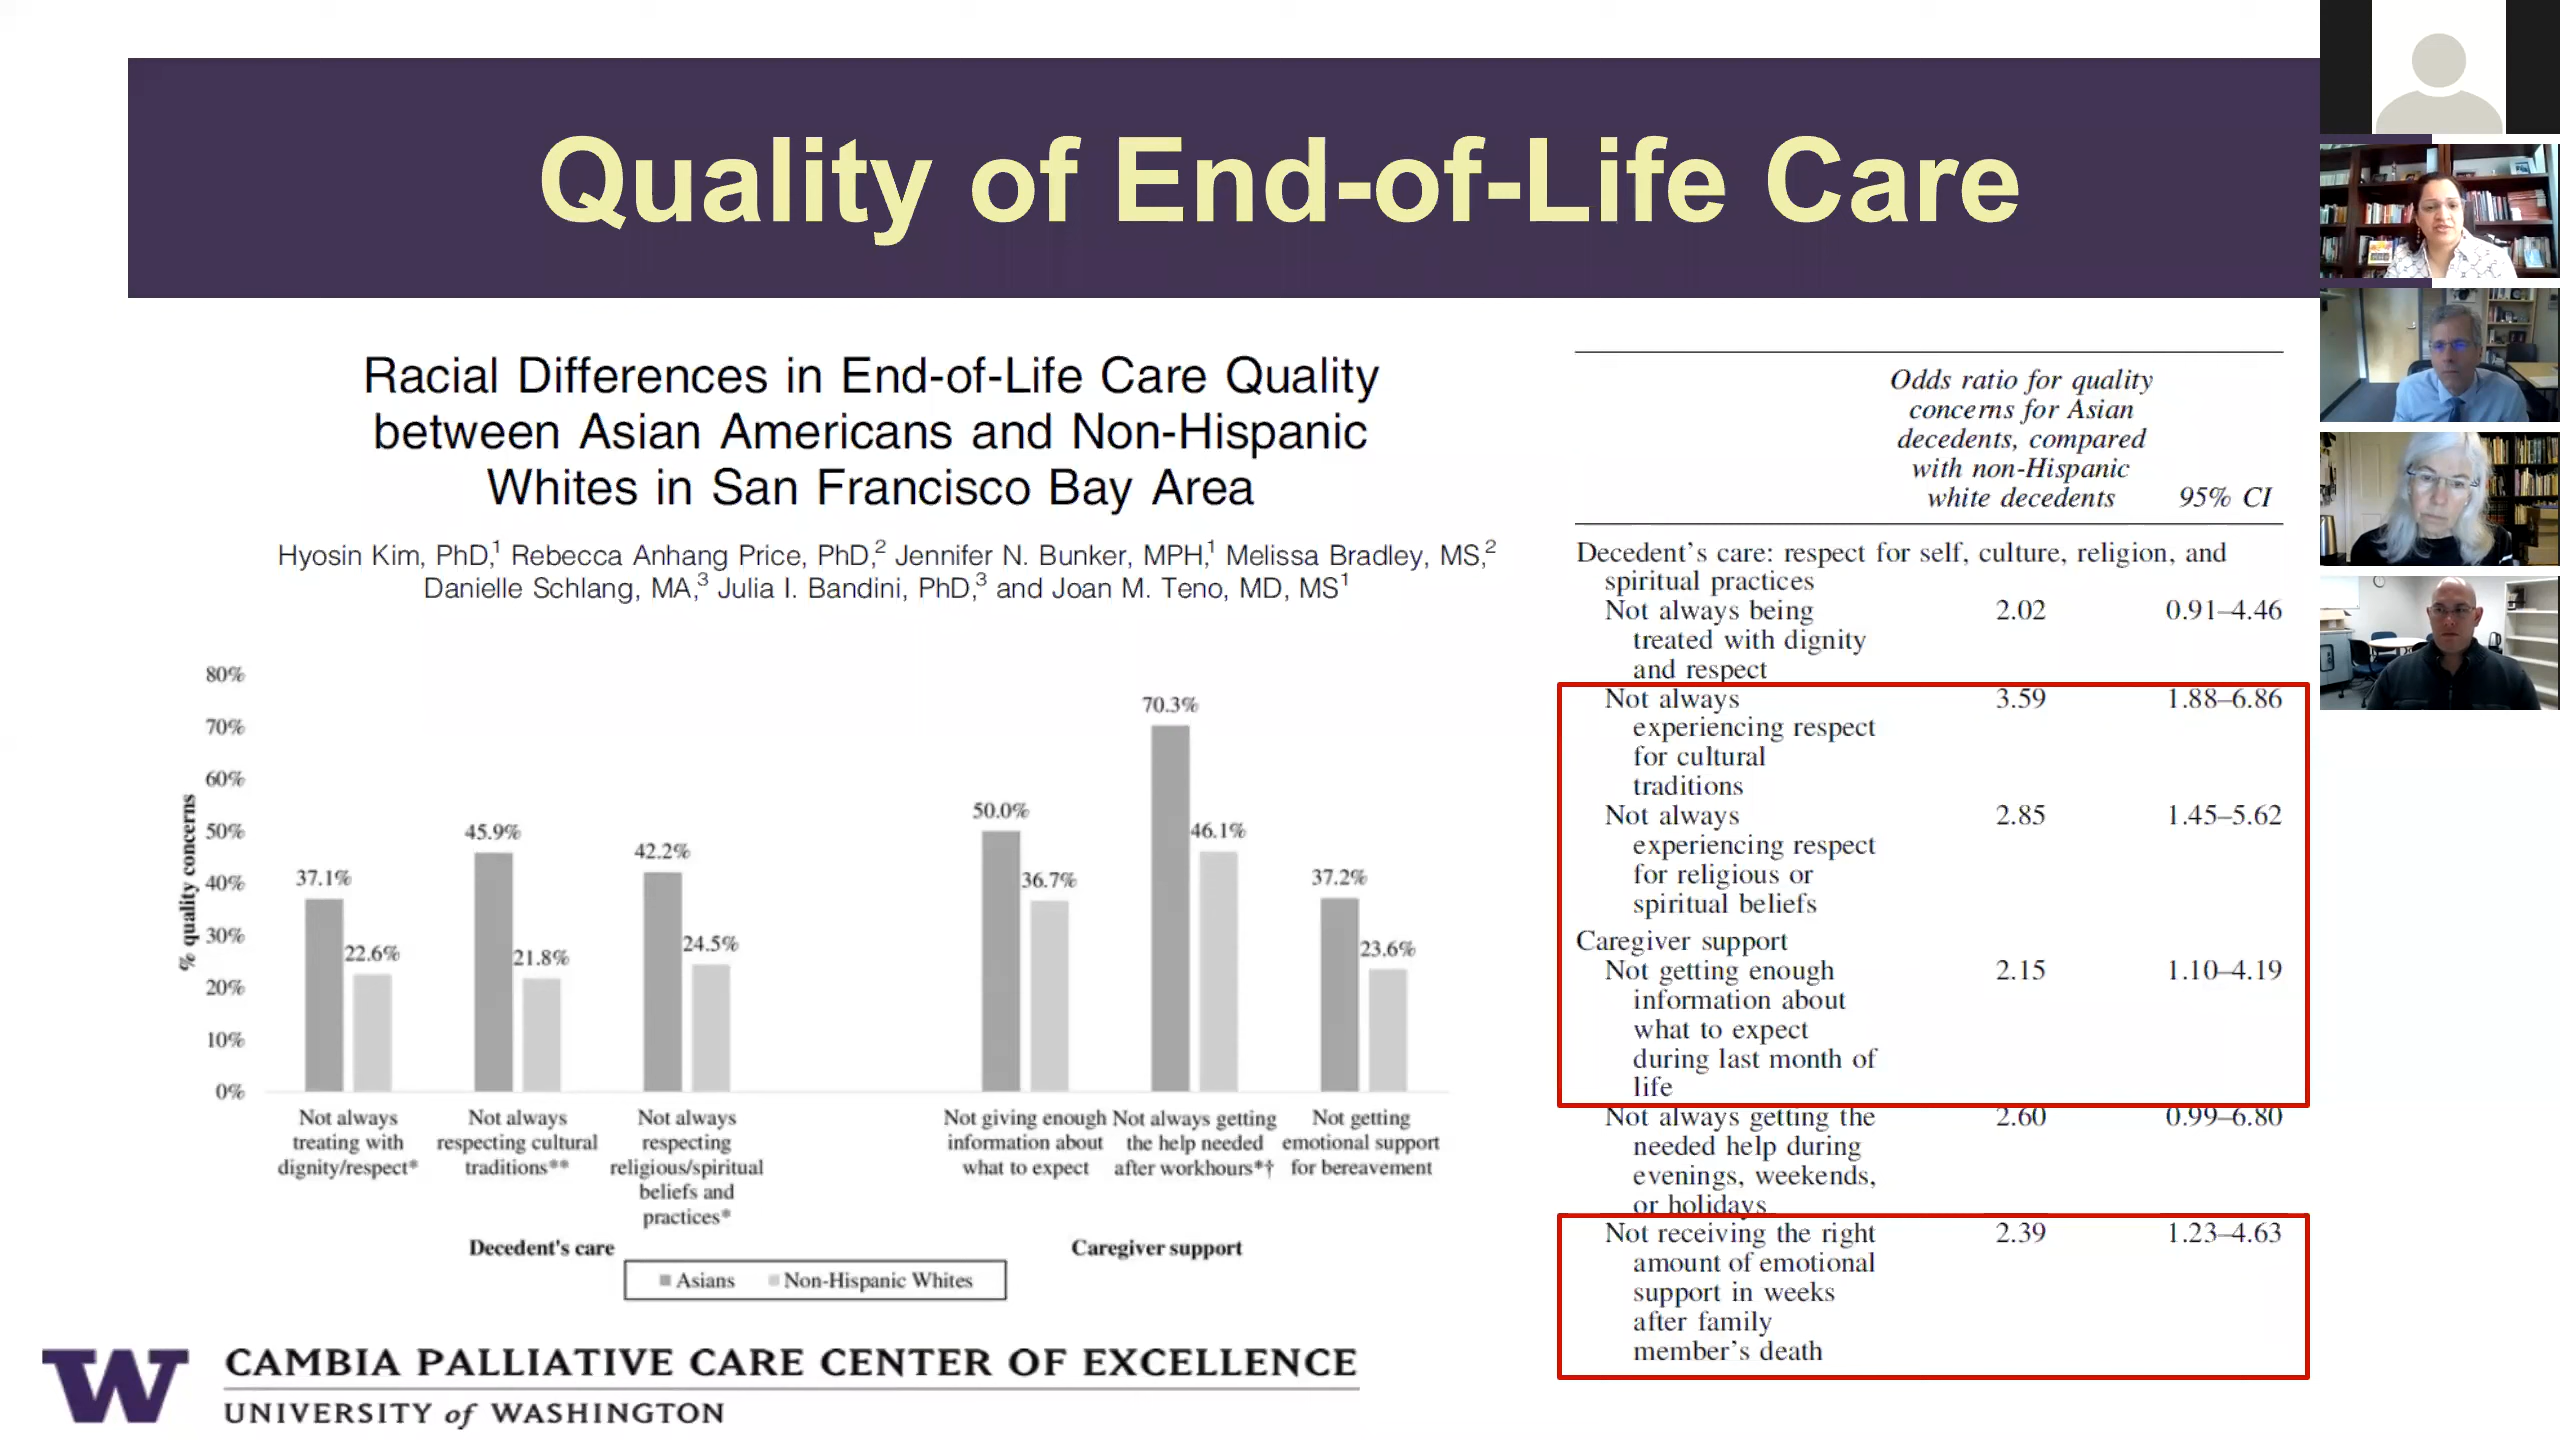 Quality of End-of-Life Care
Racial Differences in End-of-Life Care Quality
between Asian Americans and Non-Hispanic
Whites in San Francisco Bay Area
Hyosin Kim, PhD,1 Rebecca Anhang Price, PhD,2 Jennifer N. Bunker, MPH,1 Melissa Bradley, MS,2
Danielle Schlang, MA,3 Julia I. Bandini, PhD,3 and Joan M. Teno, MD, MS1
% quality concerns
80%
70%
60%
50%
40%
30%
20%
10%
0%
37.1%
22.6%
45.9%
21.8%
42.2%
24.5%
50.0%
36.7%
70.3%
46.1%
37.2%
23.6%
Not always
treating with
dignity/respect*
Not always
respecting cultural
traditions**
Not always
respecting
religious/spiritual
beliefs and
practices*
Not giving enough
information about
what to expect
Not always getting
the help needed
after workhours*†
Not getting
emotional support
for bereavement
Decedent's care
Caregiver support
Asians Non-Hispanic Whites
Odds ratio for quality
concerns for Asian
decedents, compared
with non-Hispanic
white decedents 95% CI
Decedent's care: respect for self, culture, religion, and
spiritual practices
Not always being 2.02 0.91–4.46
treated with dignity
and respect
Not always 3.59 1.88–6.86
experiencing respect
for cultural
traditions
Not always 2.85 1.45–5.62
experiencing respect
for religious or
spiritual beliefs
Caregiver support
Not getting enough 2.15 1.10–4.19
information about
what to expect
during last month of
life
Not always getting the 2.60 0.99–6.80
needed help during
evenings, weekends,
or holidays
Not receiving the right 2.39 1.23–4.63
amount of emotional
support in weeks
after family
member's death
W
CAMBIA PALLIATIVE CARE CENTER OF EXCELLENCE
UNIVERSITY of WASHINGTON